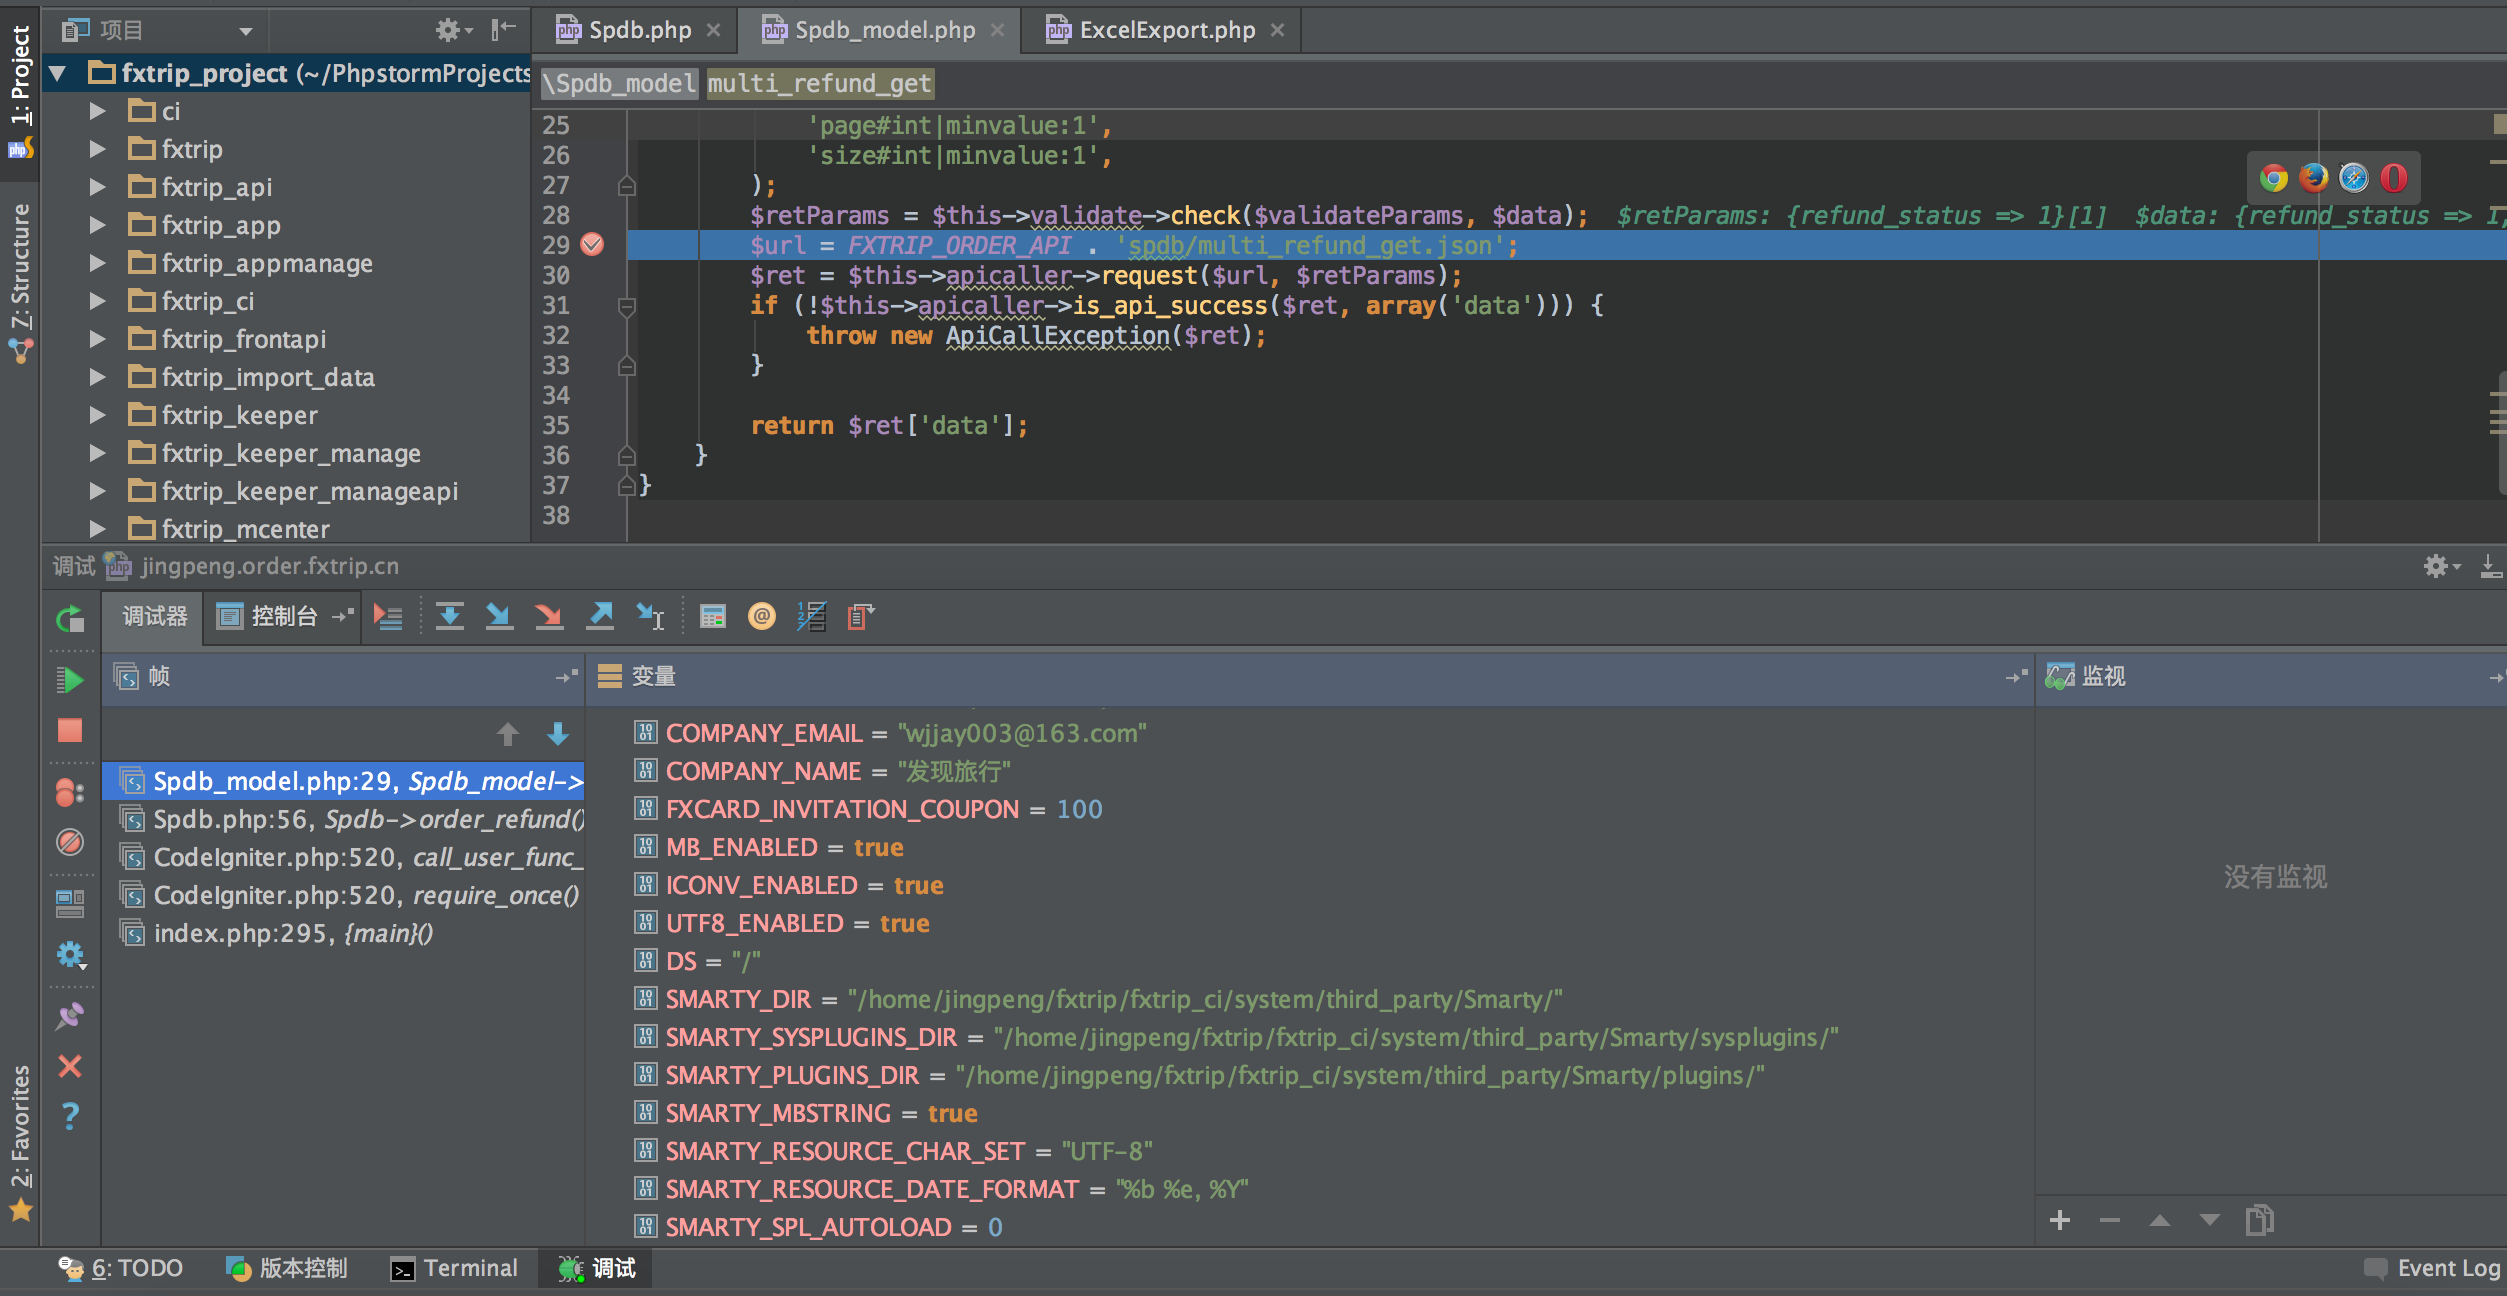 项目
Spdb.php
Spdb_model.php
ExcelExport.php
1: Project
7: Structure
2: Favorites
fxtrip_project (~/PhpstormProjects
ci
fxtrip
fxtrip_api
fxtrip_app
fxtrip_appmanage
fxtrip_ci
fxtrip_frontapi
fxtrip_import_data
fxtrip_keeper
fxtrip_keeper_manage
fxtrip_keeper_manageapi
fxtrip_mcenter
\Spdb_model multi_refund_get
25 'page#int|minvalue:1',
26 'size#int|minvalue:1',
27 );
28 $retParams = $this->validate->check($validateParams, $data); $retParams: {refund_status => 1}[1] $data: {refund_status => 1,
29 $url = FXTRIP_ORDER_API . 'spdb/multi_refund_get.json';
30 $ret = $this->apicaller->request($url, $retParams);
31 if (!$this->apicaller->is_api_success($ret, array('data'))) {
32 throw new ApiCallException($ret);
33 }
34
35 return $ret['data'];
36 }
37 }
38
调试 jingpeng.order.fxtrip.cn
调试器 控制台
帧
变量
监视
Spdb_model.php:29, Spdb_model->
Spdb.php:56, Spdb->order_refund()
CodeIgniter.php:520, call_user_func_
CodeIgniter.php:520, require_once()
index.php:295, {main}()
COMPANY_EMAIL = "wjjay003@163.com"
COMPANY_NAME = "发现旅行"
FXCARD_INVITATION_COUPON = 100
MB_ENABLED = true
ICONV_ENABLED = true
UTF8_ENABLED = true
DS = "/"
SMARTY_DIR = "/home/jingpeng/fxtrip/fxtrip_ci/system/third_party/Smarty/"
SMARTY_SYSPLUGINS_DIR = "/home/jingpeng/fxtrip/fxtrip_ci/system/third_party/Smarty/sysplugins/"
SMARTY_PLUGINS_DIR = "/home/jingpeng/fxtrip/fxtrip_ci/system/third_party/Smarty/plugins/"
SMARTY_MBSTRING = true
SMARTY_RESOURCE_CHAR_SET = "UTF-8"
SMARTY_RESOURCE_DATE_FORMAT = "%b %e, %Y"
SMARTY_SPL_AUTOLOAD = 0
没有监视
6: TODO
版本控制
Terminal
调试
Event Log